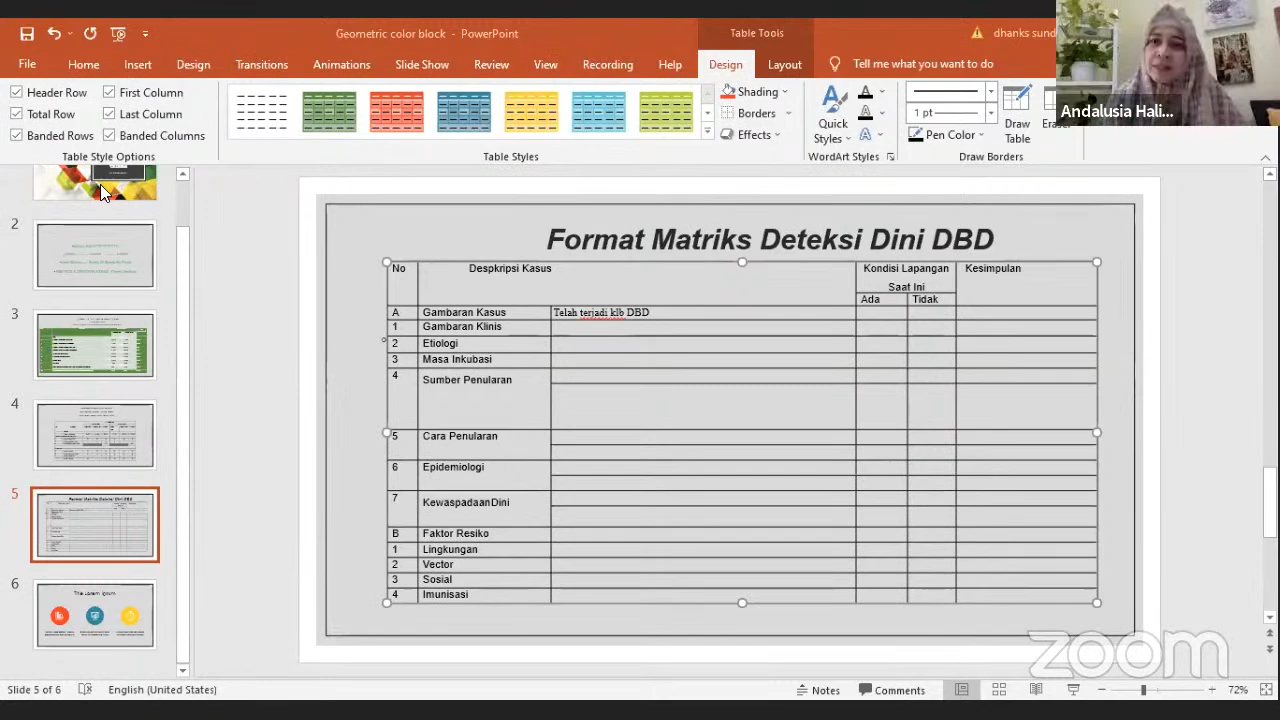 Geometric color block - PowerPoint
Table Tools
dhanks sund
File
Home
Insert
Design
Transitions
Animations
Slide Show
Review
View
Recording
Help
Design
Layout
Tell me what you want to do
Header Row
First Column
Total Row
Last Column
Banded Rows
Banded Columns
Table Style Options
Table Styles
Shading
Borders
Effects
Quick
Styles
WordArt Styles
1 pt
Pen Color
Draw
Table
Draw Borders
Andalusia Hali...
2
3
4
5
6
Format Matriks Deteksi Dini DBD
No
Despkripsi Kasus
Kondisi Lapangan
Saat Ini
Kesimpulan
Ada
Tidak
A
Gambaran Kasus
Telah terjadi klb DBD
1
Gambaran Klinis
2
Etiologi
3
Masa Inkubasi
4
Sumber Penularan
5
Cara Penularan
6
Epidemiologi
7
KewaspadaanDini
B
Faktor Resiko
1
Lingkungan
2
Vector
3
Sosial
4
Imunisasi
zoom
Slide 5 of 6
English (United States)
Notes
Comments
72%